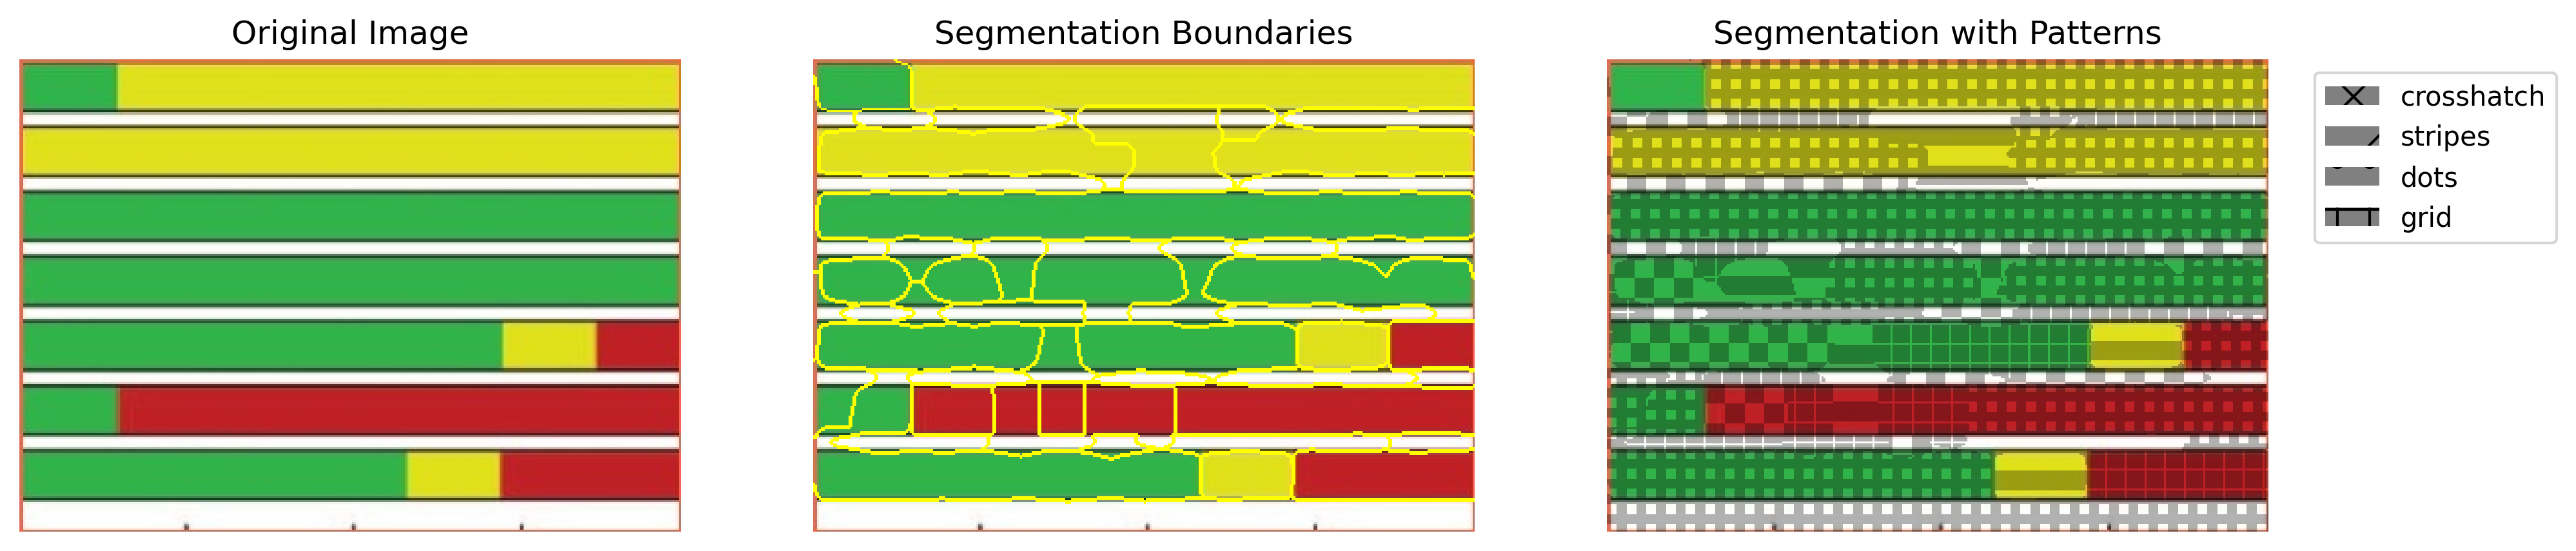 Original Image
Segmentation Boundaries
Segmentation with Patterns
crosshatch
stripes
dots
grid